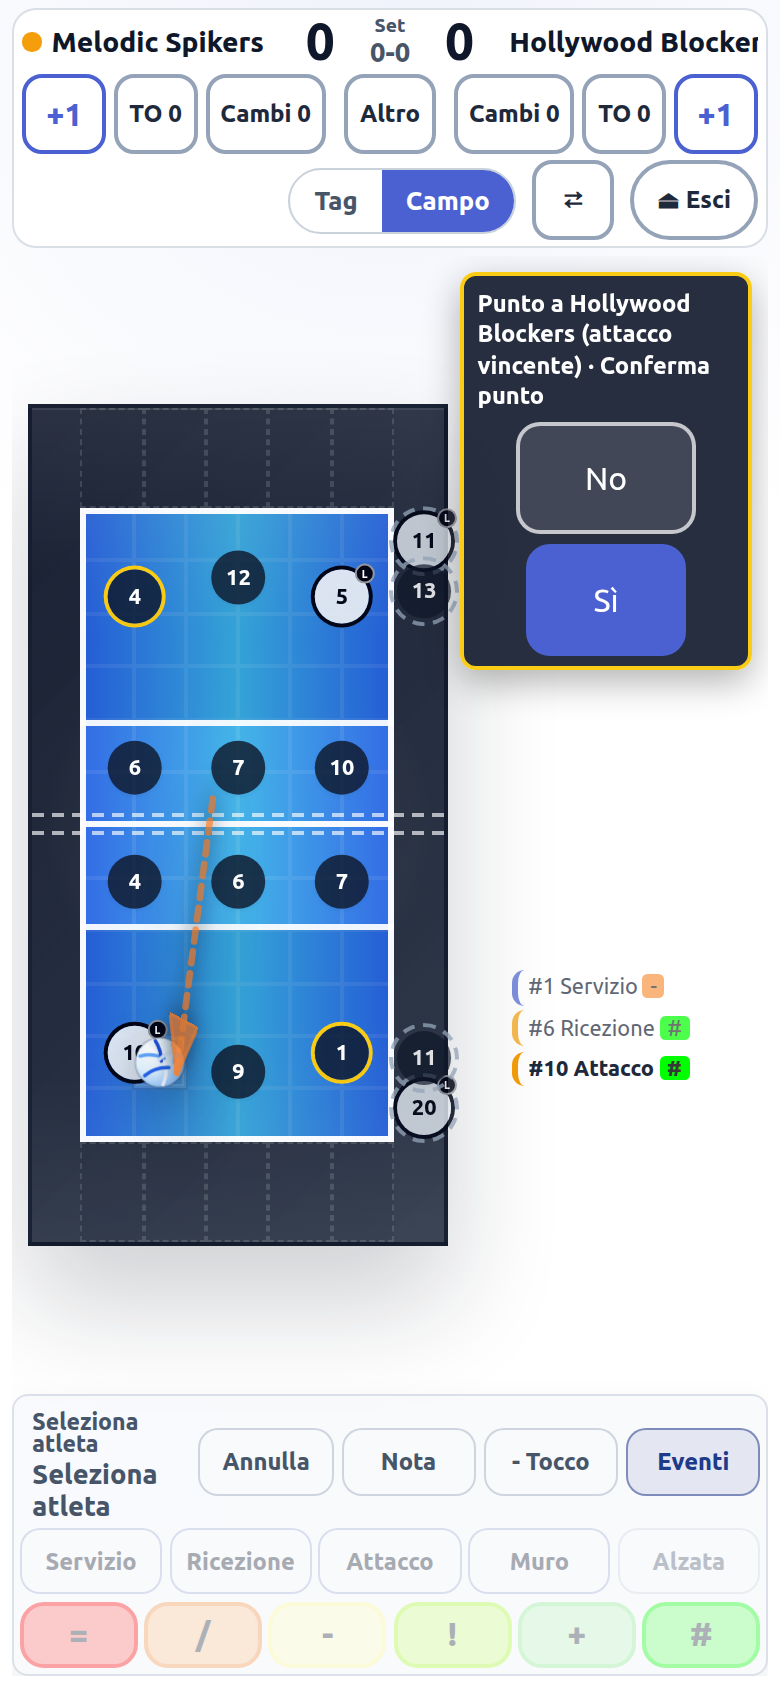 Melodic Spikers 0 Set 0 Hollywood Blocker
0-0
+1 TO 0 Cambi 0 Altro Cambi 0 TO 0 +1
Tag Campo ⇄ ⏏ Esci
Punto a Hollywood
Blockers (attacco
vincente) · Conferma
punto
No
Sì
11 L
4 12 5 L 13
6 7 10
4 6 7
#1 Servizio -
#6 Ricezione #
#10 Attacco #
L 9 1 11
20 L
Seleziona
atleta
Seleziona
atleta
Annulla Nota - Tocco Eventi
Servizio Ricezione Attacco Muro Alzata
= / - ! + #